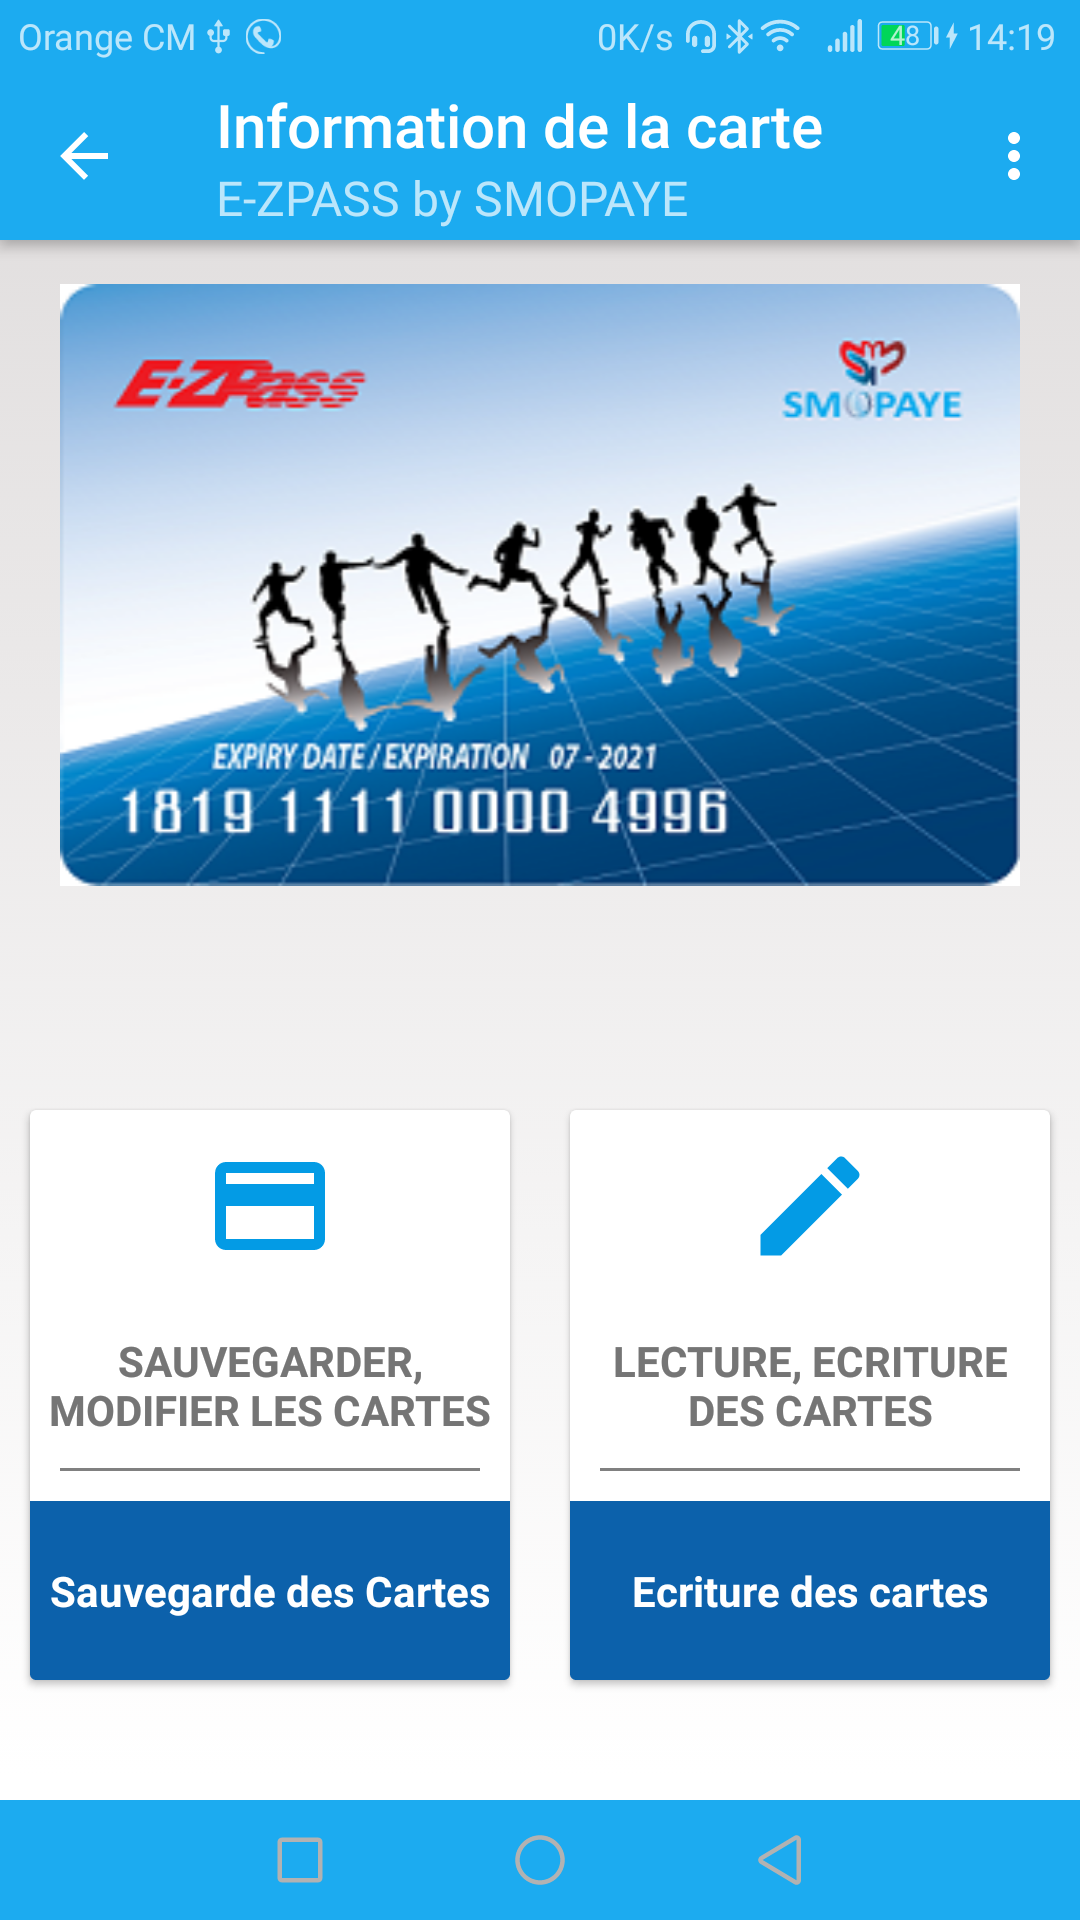 Orange CM 0K/s 48 14:19
Information de la carte
E-ZPASS by SMOPAYE
E-ZPass
SMOPAYE
EXPIRY DATE / EXPIRATION 07 - 2021
1819 1111 0000 4996
SAUVEGARDER,
MODIFIER LES CARTES
Sauvegarde des Cartes
LECTURE, ECRITURE
DES CARTES
Ecriture des cartes